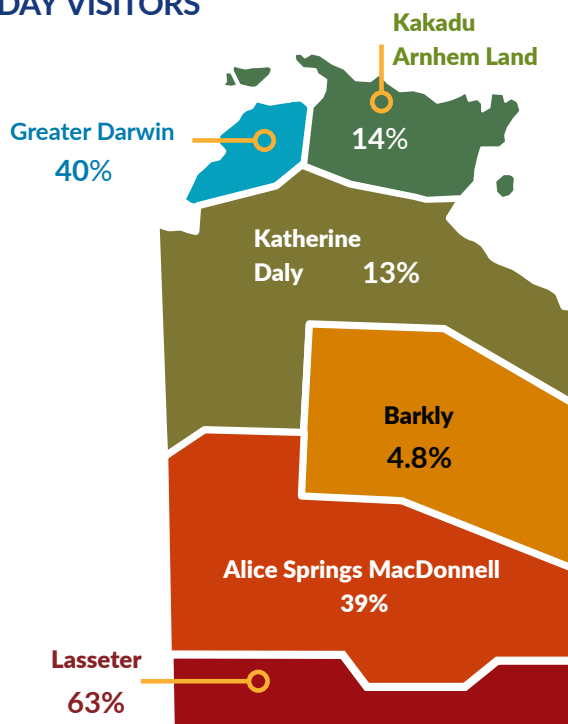 DAY VISITORS
Kakadu
Arnhem Land
14%
Greater Darwin
40%
Katherine
Daly 13%
Barkly
4.8%
Alice Springs MacDonnell
39%
Lasseter
63%